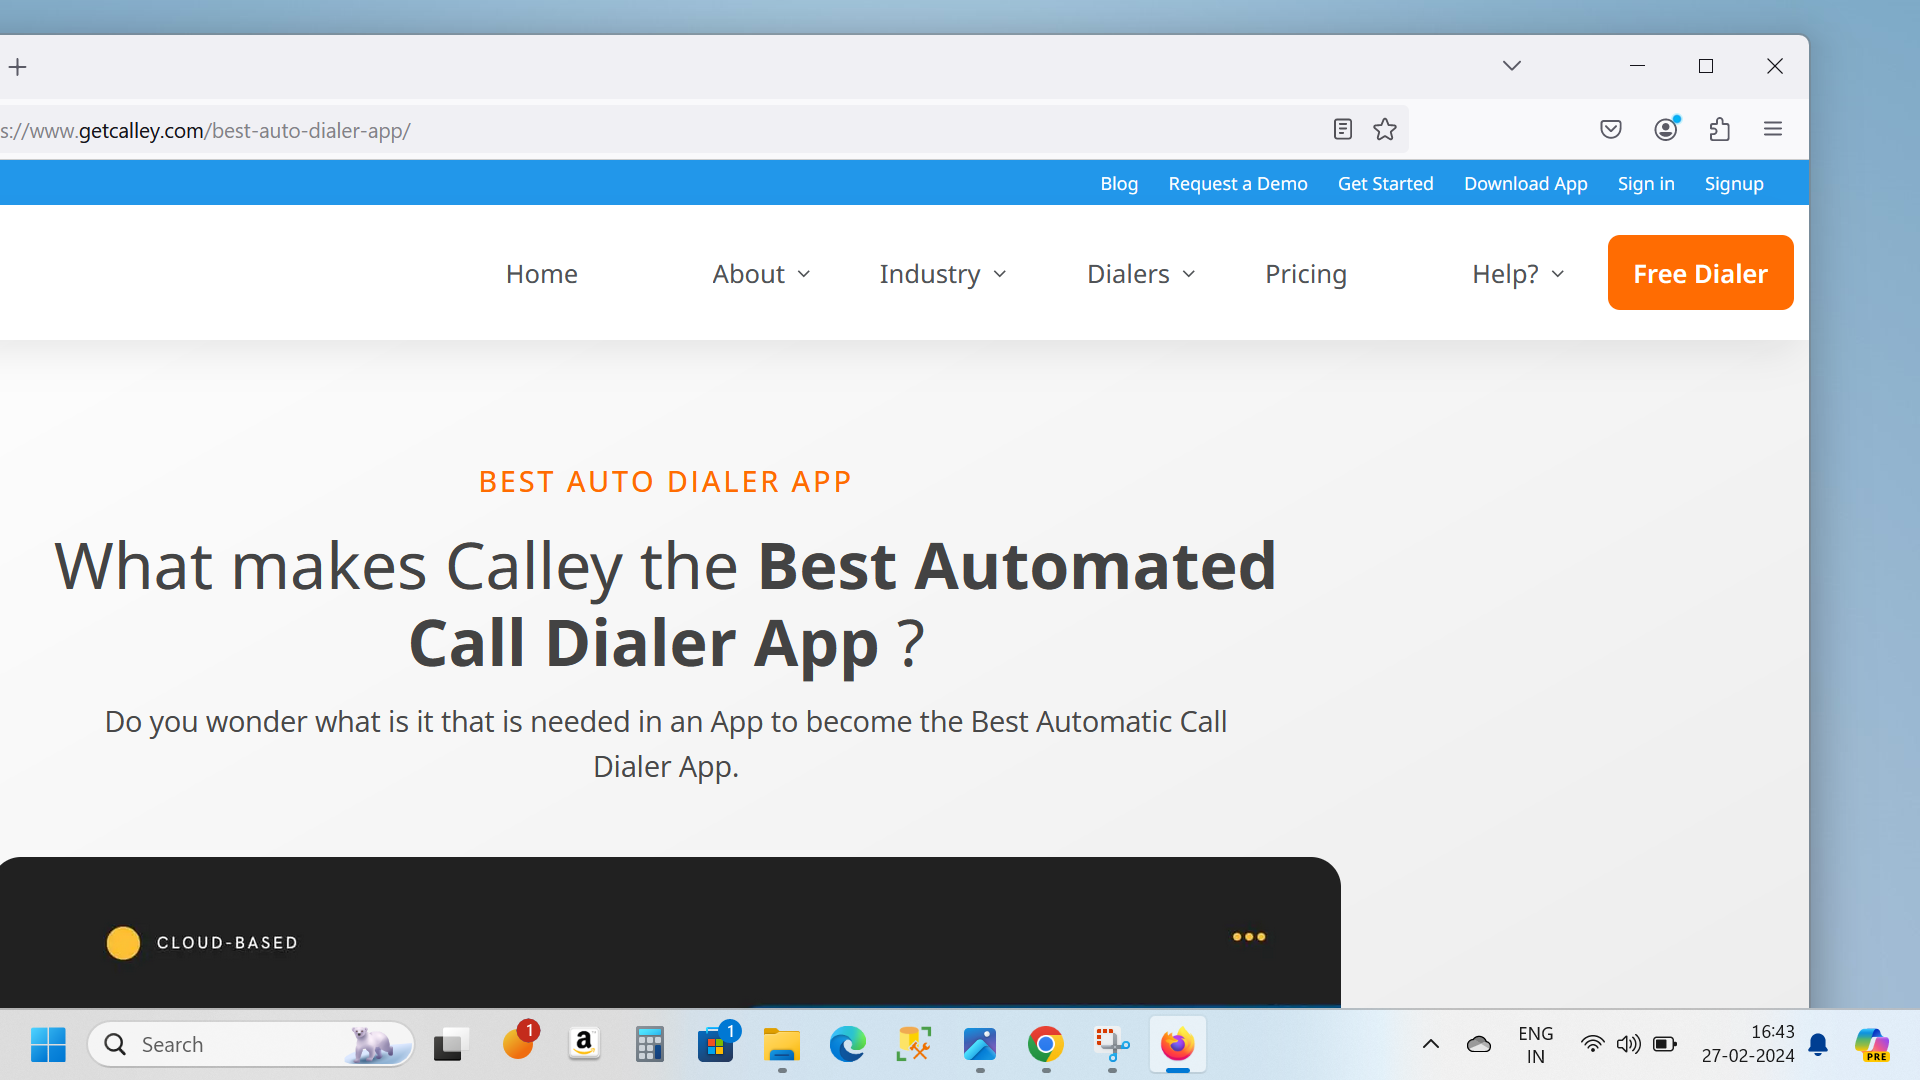 s://www.getcalley.com/best-auto-dialer-app/
Blog Request a Demo Get Started Download App Sign in Signup
Home About Industry Dialers Pricing Help? Free Dialer
BEST AUTO DIALER APP
What makes Calley the Best Automated
Call Dialer App ?
Do you wonder what is it that is needed in an App to become the Best Automatic Call
Dialer App.
CLOUD-BASED
Search
1
a
1
ENG
IN
16:43
27-02-2024
PRE